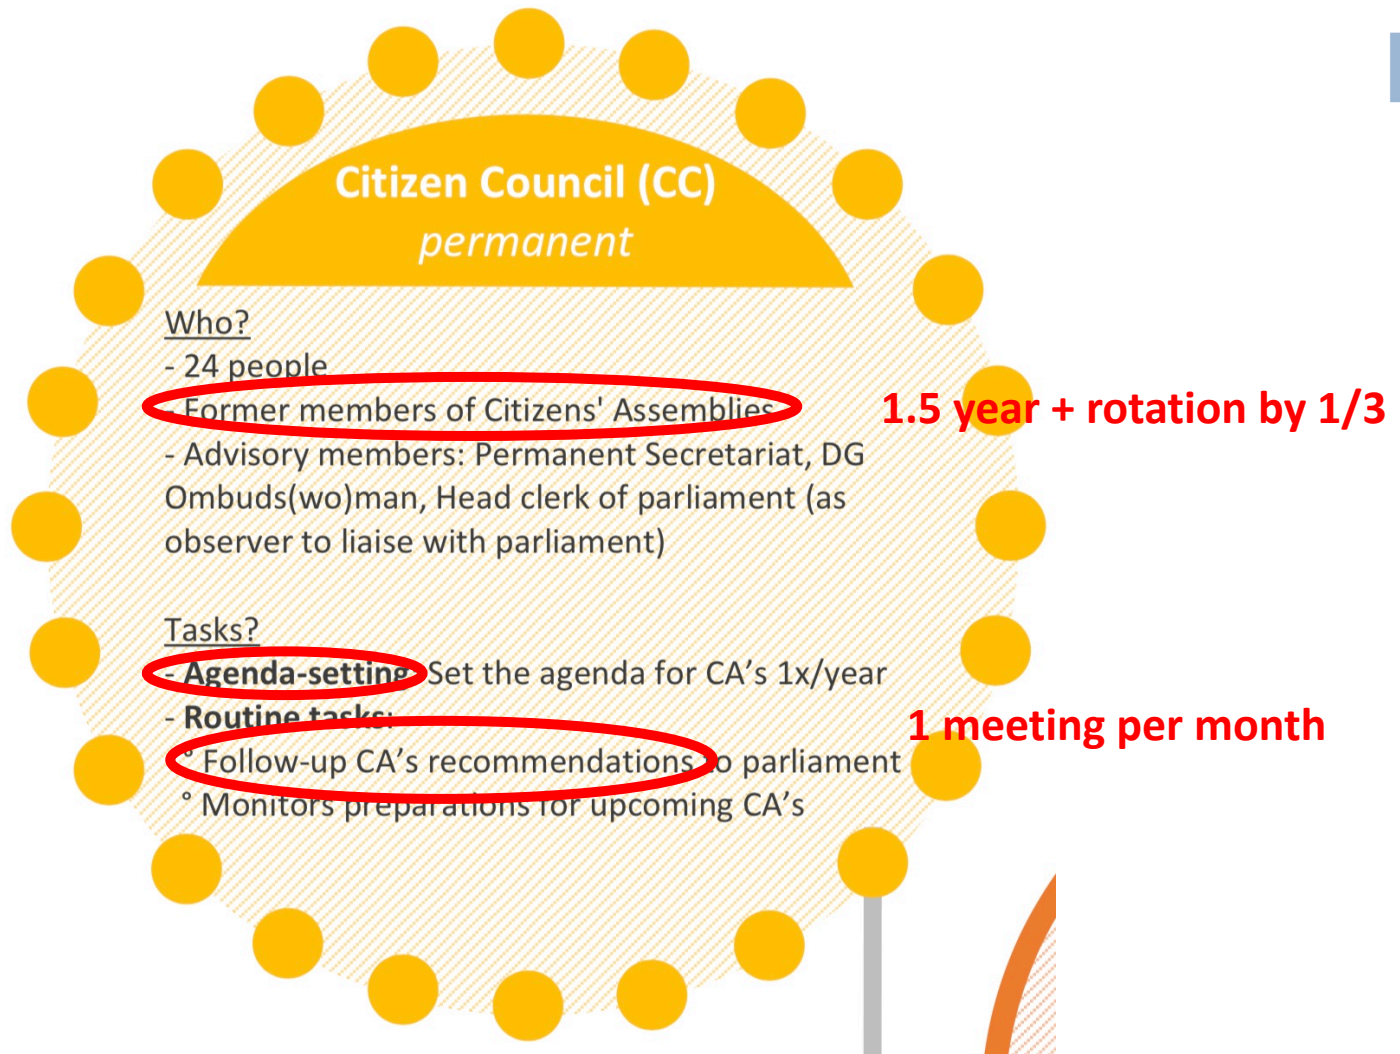 Citizen Council (CC)
permanent
Who?
- 24 people
- Former members of Citizens' Assemblies
1.5 year + rotation by 1/3
- Advisory members: Permanent Secretariat, DG
Ombuds(wo)man, Head clerk of parliament (as
observer to liaise with parliament)
Tasks?
- Agenda-setting: Set the agenda for CA's 1x/year
- Routine tasks:
1 meeting per month
° Follow-up CA's recommendations to parliament
° Monitors preparations for upcoming CA's